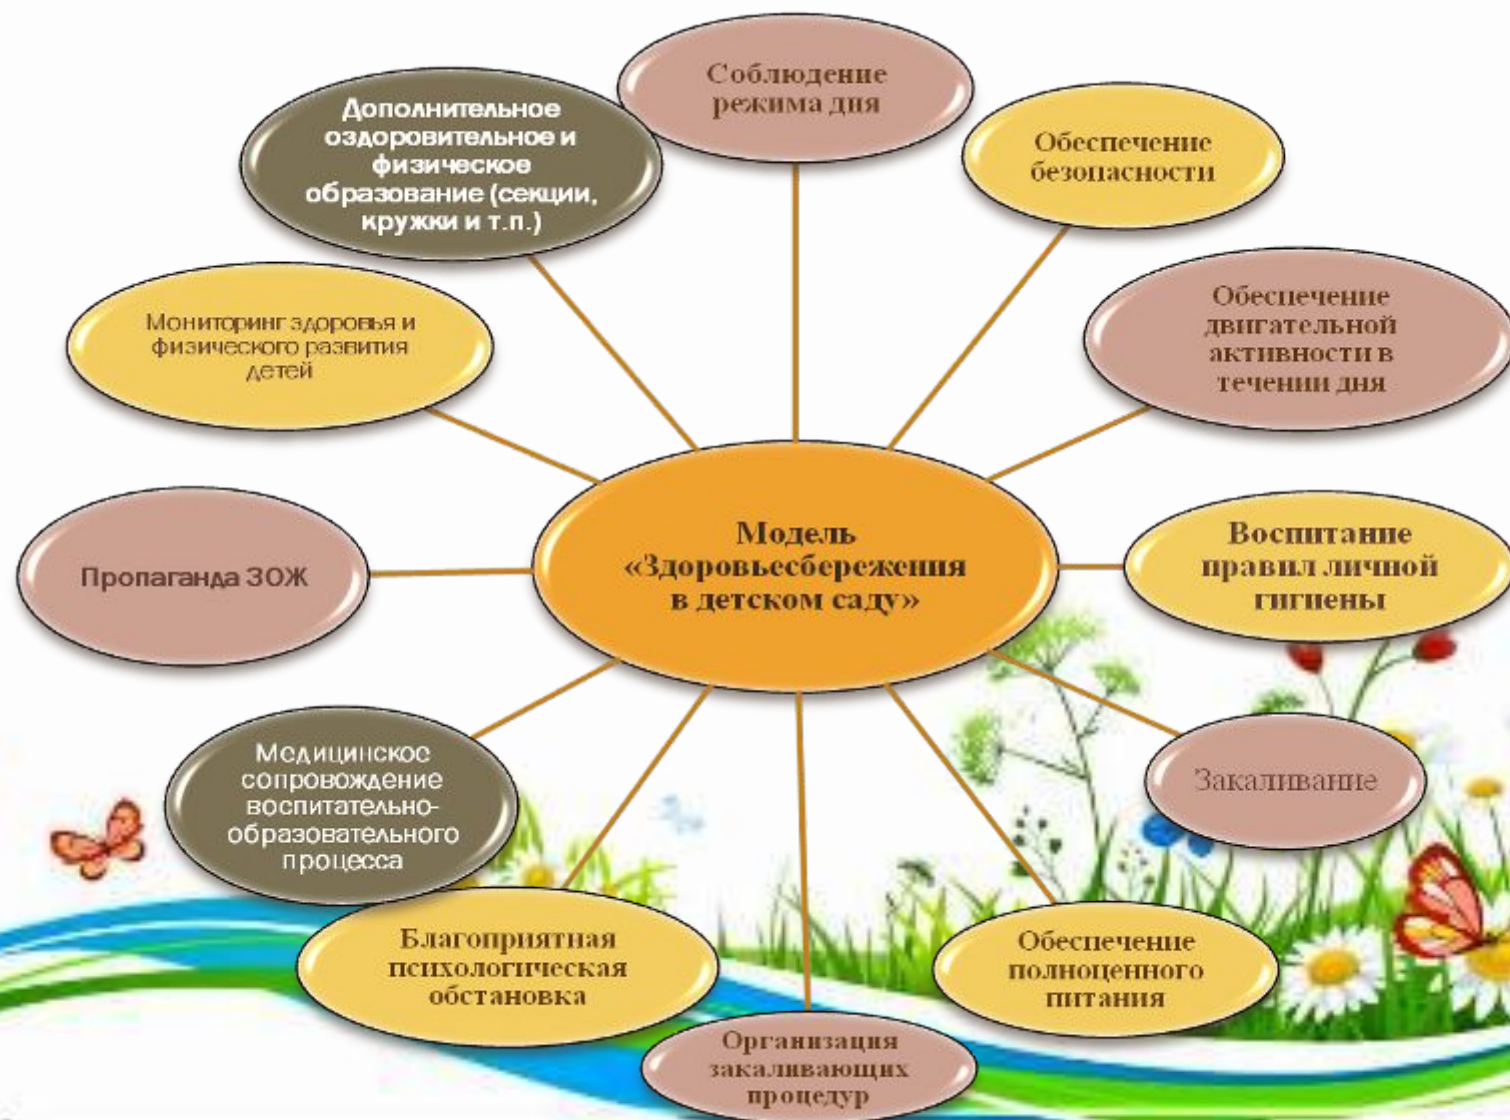 Соблюдение
режима дня
Дополнительное
оздоровительное и
физическое
образование (секции,
кружки и т.п.)
Обеспечение
безопасности
Мониторинг здоровья и
физического развития
детей
Обеспечение
двигательной
активности в
течении дня
Пропаганда ЗОЖ
Модель
«Здоровьесбережения
в детском саду»
Воспитание
правил личной
гигиены
Медицинское
сопровождение
воспитательно-
образовательного
процесса
Закаливание
Благоприятная
психологическая
обстановка
Обеспечение
полноценного
питания
Организация
закаливающих
процедур